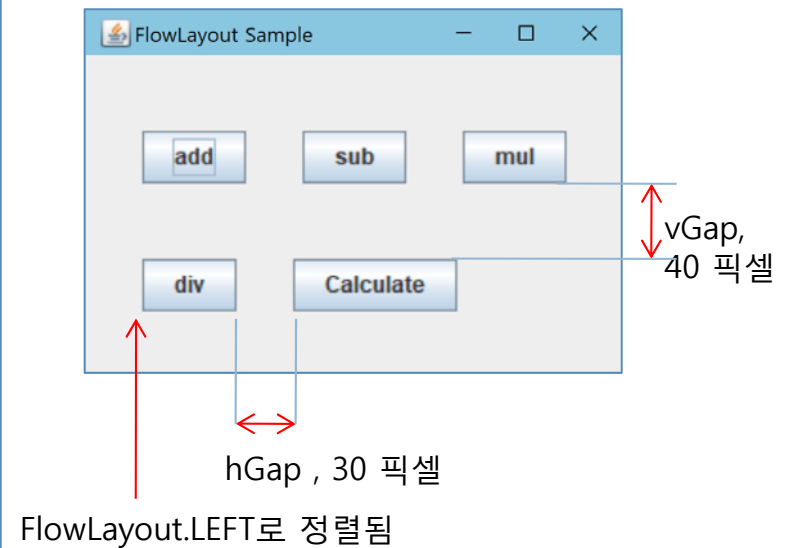 FlowLayout Sample
add
sub
mul
vGap,
40 픽셀
div
Calculate
hGap , 30 픽셀
FlowLayout.LEFT로 정렬됨